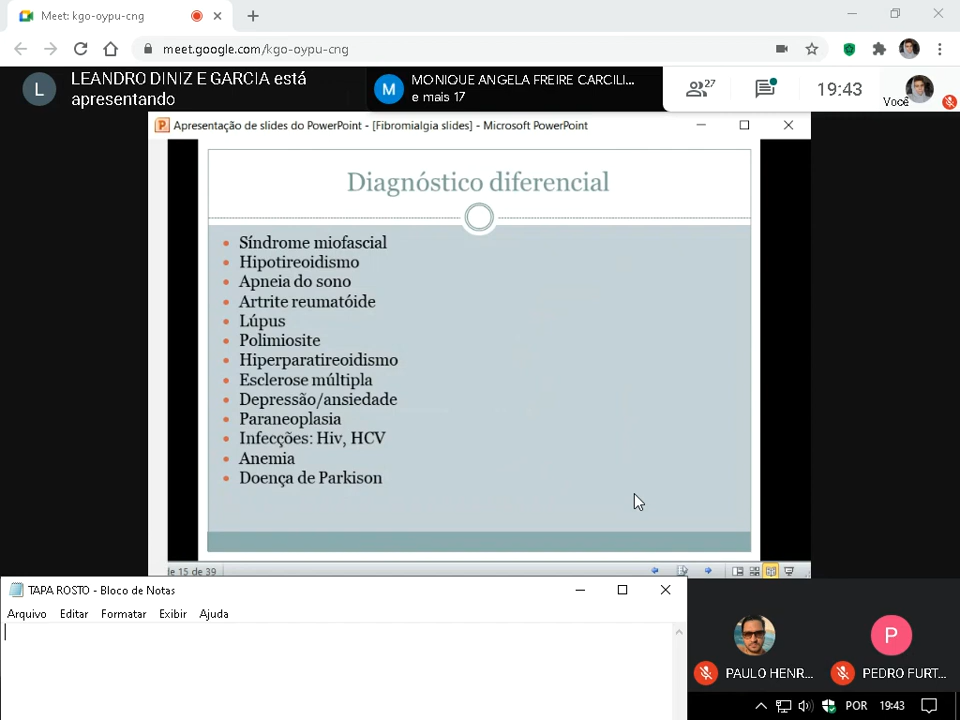 Meet: kgo-oypu-cng
meet.google.com/kgo-oypu-cng
L
LEANDRO DINIZ E GARCIA está
apresentando
M
MONIQUE ANGELA FREIRE CARCILI...
e mais 17
27
19:43
Você
Apresentação de slides do PowerPoint - [Fibromialgia slides] - Microsoft PowerPoint
Diagnóstico diferencial
Síndrome miofascial
Hipotireoidismo
Apneia do sono
Artrite reumatóide
Lúpus
Polimiosite
Hiperparatireoidismo
Esclerose múltipla
Depressão/ansiedade
Paraneoplasia
Infecções: Hiv, HCV
Anemia
Doença de Parkison
de 15 de 39
TAPA ROSTO - Bloco de Notas
Arquivo Editar Formatar Exibir Ajuda
P
PAULO HENR...
PEDRO FURT...
POR 19:43